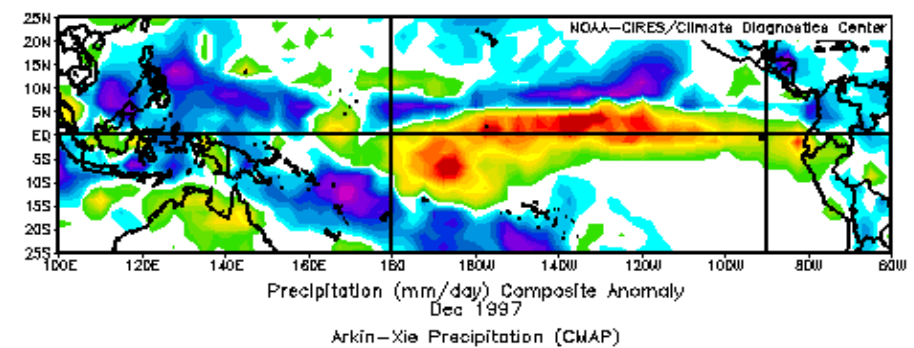 25N
NOAA-CIRES/Climate Diagnostics Center
20N
15N
10N
5N
EQ
5S
10S
15S
20S
25S
100E 120E 140E 160E 180 160W 140W 120W 100W 80W 60W
Precipitation (mm/day) Composite Anomaly
Dec 1997
Arkin-Xie Precipitation (CMAP)